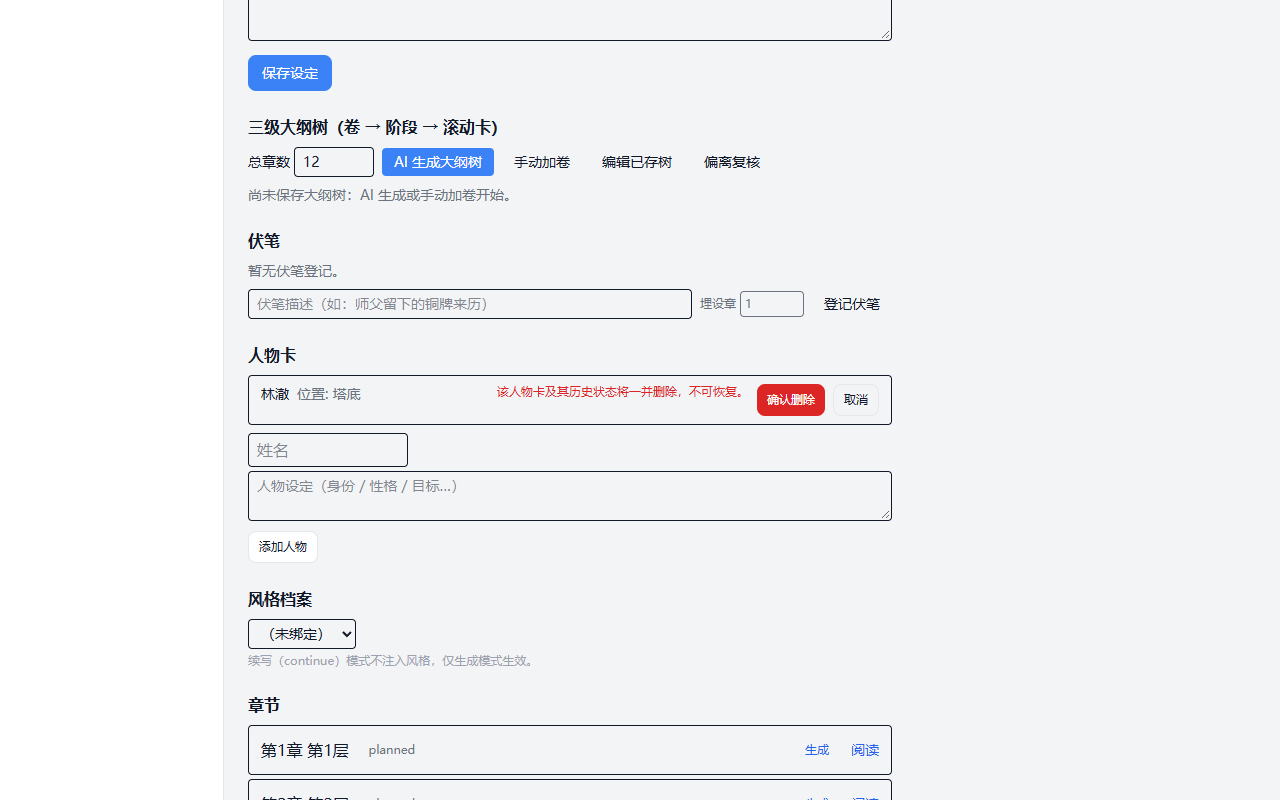 保存设定
三级大纲树（卷 → 阶段 → 滚动卡）
总章数 12 AI 生成大纲树 手动加卷 编辑已存树 偏离复核
尚未保存大纲树：AI 生成或手动加卷开始。
伏笔
暂无伏笔登记。
伏笔描述（如：师父留下的铜牌来历） 埋设章 1 登记伏笔
人物卡
林澈 位置: 塔底 该人物卡及其历史状态将一并删除，不可恢复。 确认删除 取消
姓名
人物设定（身份 / 性格 / 目标…）
添加人物
风格档案
（未绑定）
续写（continue）模式不注入风格，仅生成模式生效。
章节
第1章 第1层 planned 生成 阅读